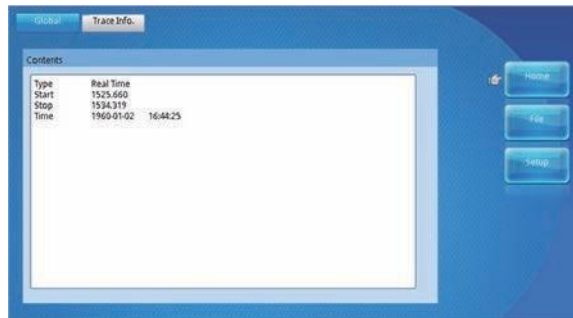 Global
Trace Info.
Contents
Type Real Time
Start 1525.660
Stop 1534.319
Time 1960-01-02 16:44:25
Home
File
Setup